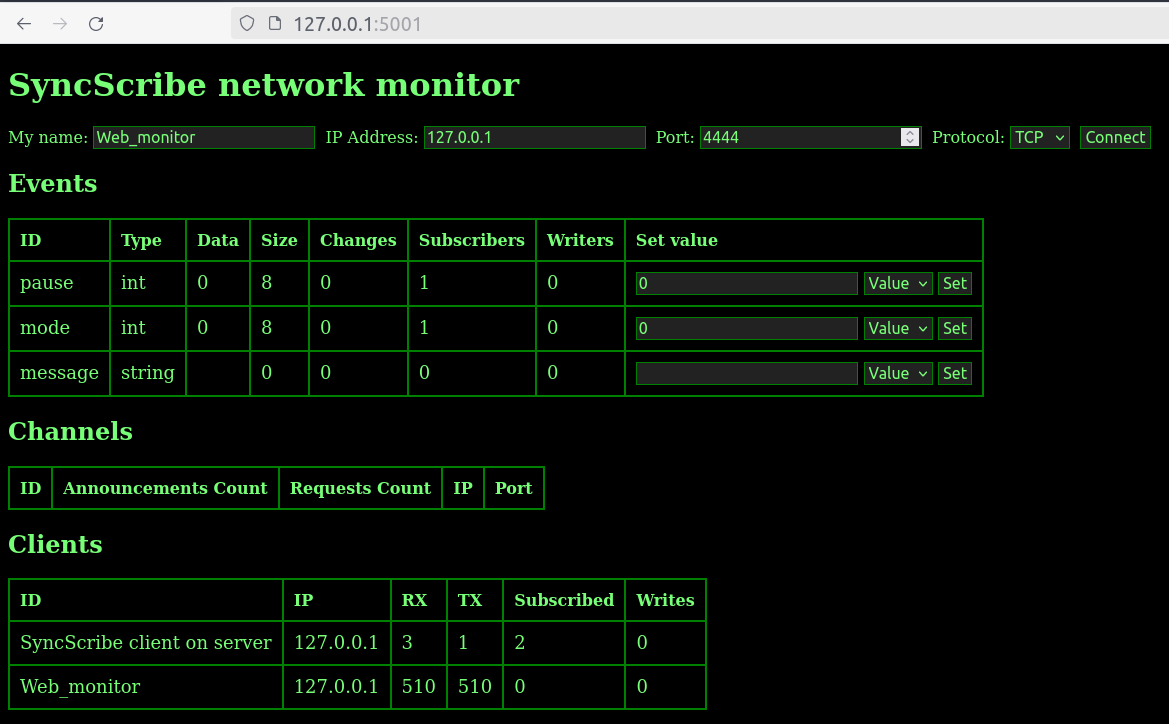 127.0.0.1:5001
SyncScribe network monitor
My name: Web_monitor IP Address: 127.0.0.1 Port: 4444 Protocol: TCP Connect
Events
ID Type Data Size Changes Subscribers Writers Set value
pause int 0 8 0 1 0 0 Value Set
mode int 0 8 0 1 0 0 Value Set
message string 0 0 0 0 Value Set
Channels
ID Announcements Count Requests Count IP Port
Clients
ID IP RX TX Subscribed Writes
SyncScribe client on server 127.0.0.1 3 1 2 0
Web_monitor 127.0.0.1 510 510 0 0